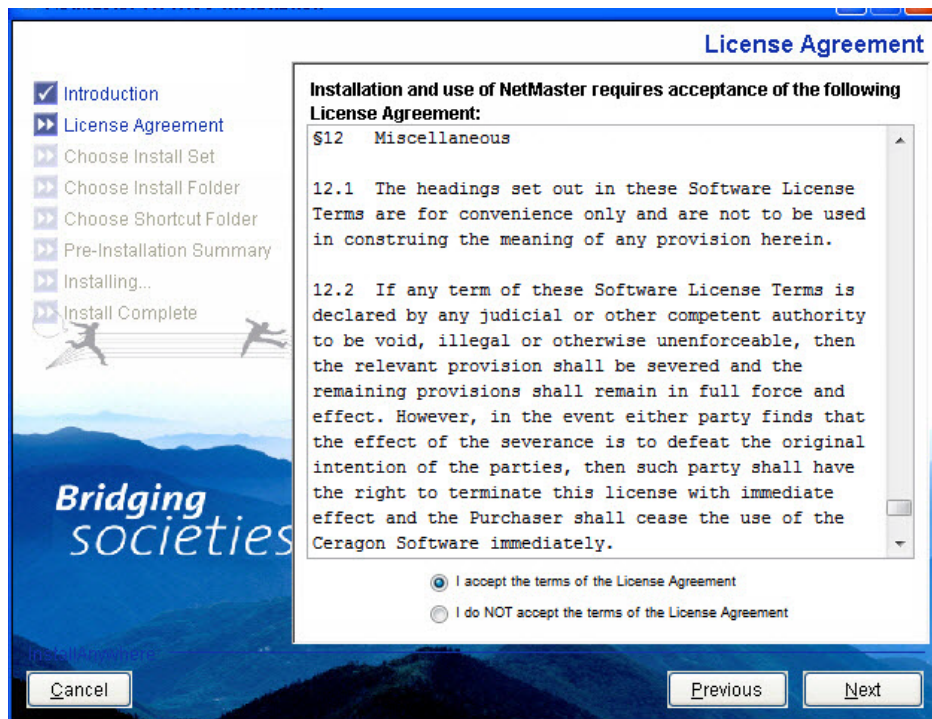 License Agreement
Introduction
License Agreement
Choose Install Set
Choose Install Folder
Choose Shortcut Folder
Pre-Installation Summary
Installing...
Install Complete
Bridging
societies
Installation and use of NetMaster requires acceptance of the following
License Agreement:
§12 Miscellaneous
12.1 The headings set out in these Software License
Terms are for convenience only and are not to be used
in construing the meaning of any provision herein.
12.2 If any term of these Software License Terms is
declared by any judicial or other competent authority
to be void, illegal or otherwise unenforceable, then
the relevant provision shall be severed and the
remaining provisions shall remain in full force and
effect. However, in the event either party finds that
the effect of the severance is to defeat the original
intention of the parties, then such party shall have
the right to terminate this license with immediate
effect and the Purchaser shall cease the use of the
Ceragon Software immediately.
I accept the terms of the License Agreement
I do NOT accept the terms of the License Agreement
InstallAnywhere
Cancel
Previous
Next